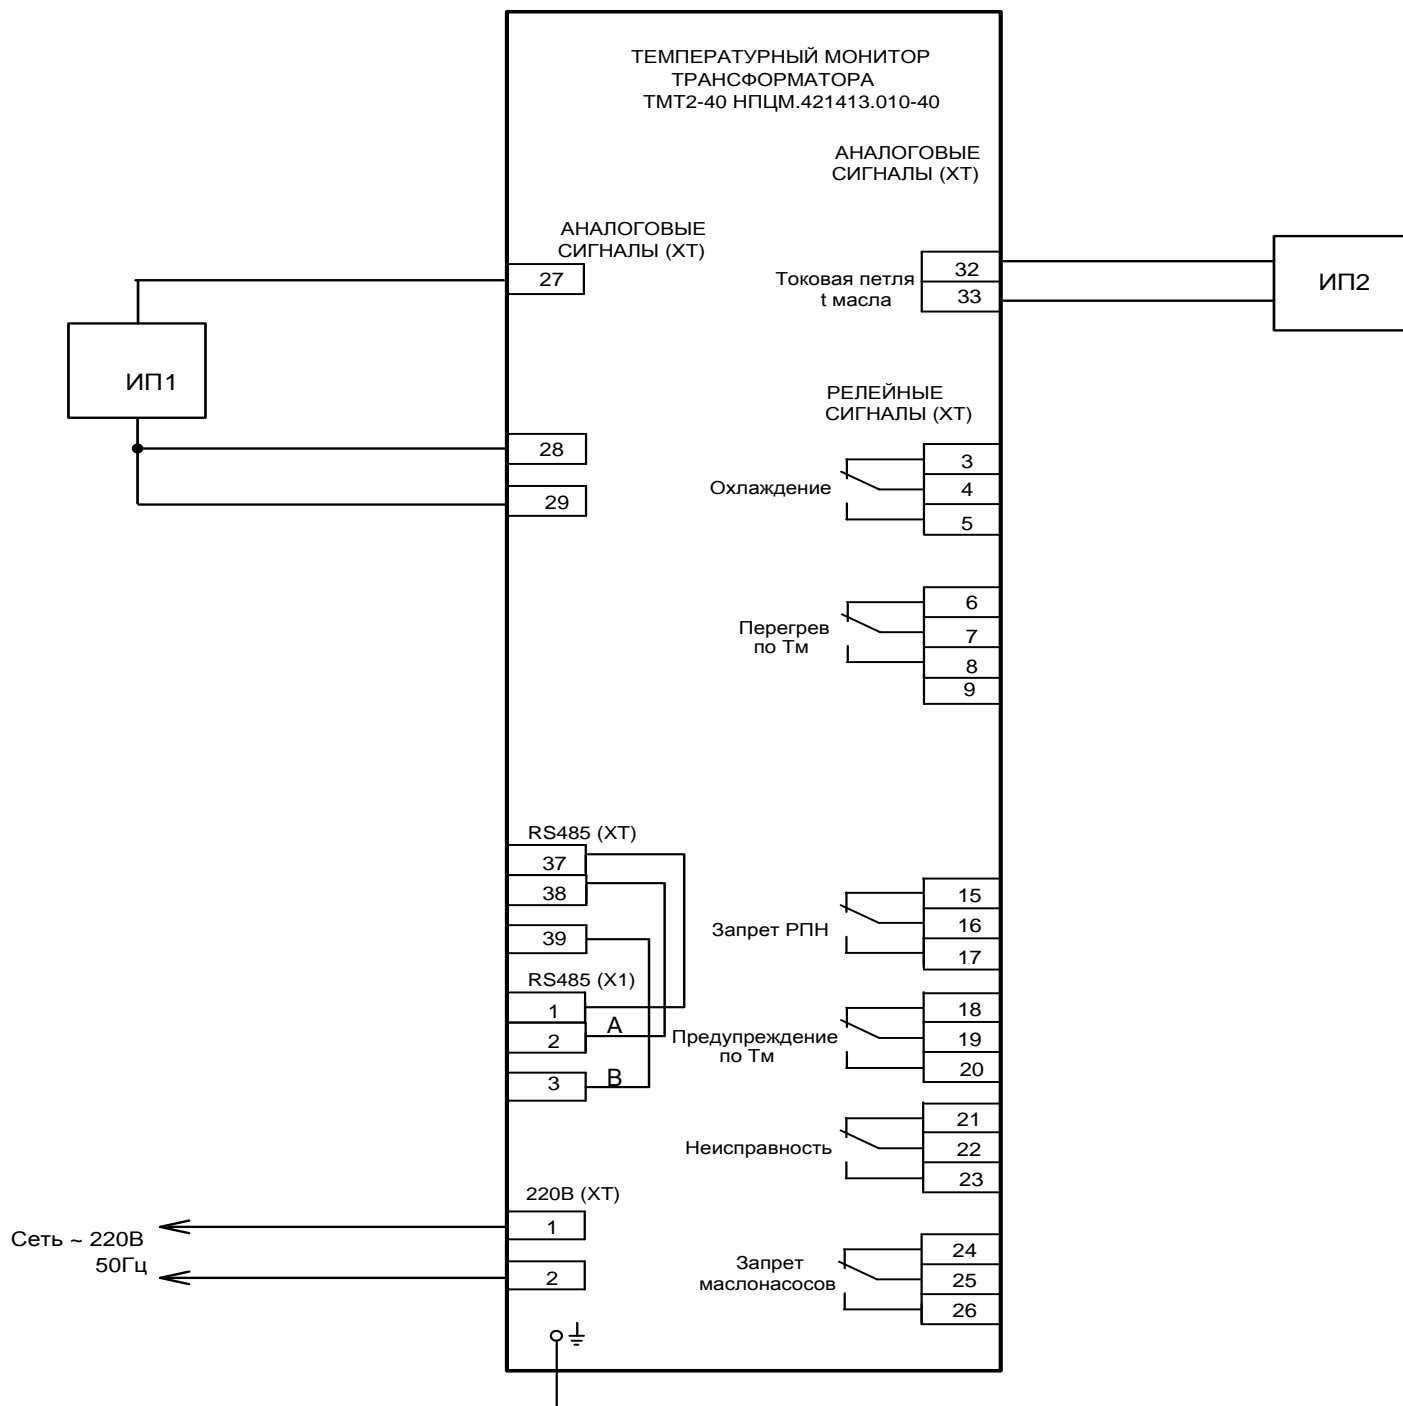 ТЕМПЕРАТУРНЫЙ МОНИТОР
ТРАНСФОРМАТОРА
ТМТ2-40 НПЦМ.421413.010-40
АНАЛОГОВЫЕ
СИГНАЛЫ (ХТ)
АНАЛОГОВЫЕ
СИГНАЛЫ (ХТ)
27
ИП1
28
29
Токовая петля
t масла
32
33
ИП2
РЕЛЕЙНЫЕ
СИГНАЛЫ (ХТ)
Охлаждение
3
4
5
Перегрев
по Тм
6
7
8
9
RS485 (XT)
37
38
39
RS485 (X1)
1
2
A
3
B
Запрет РПН
15
16
17
Предупреждение
по Тм
18
19
20
Неисправность
21
22
23
220В (ХТ)
1
2
Сеть ~ 220В
50Гц
Запрет
маслонасосов
24
25
26